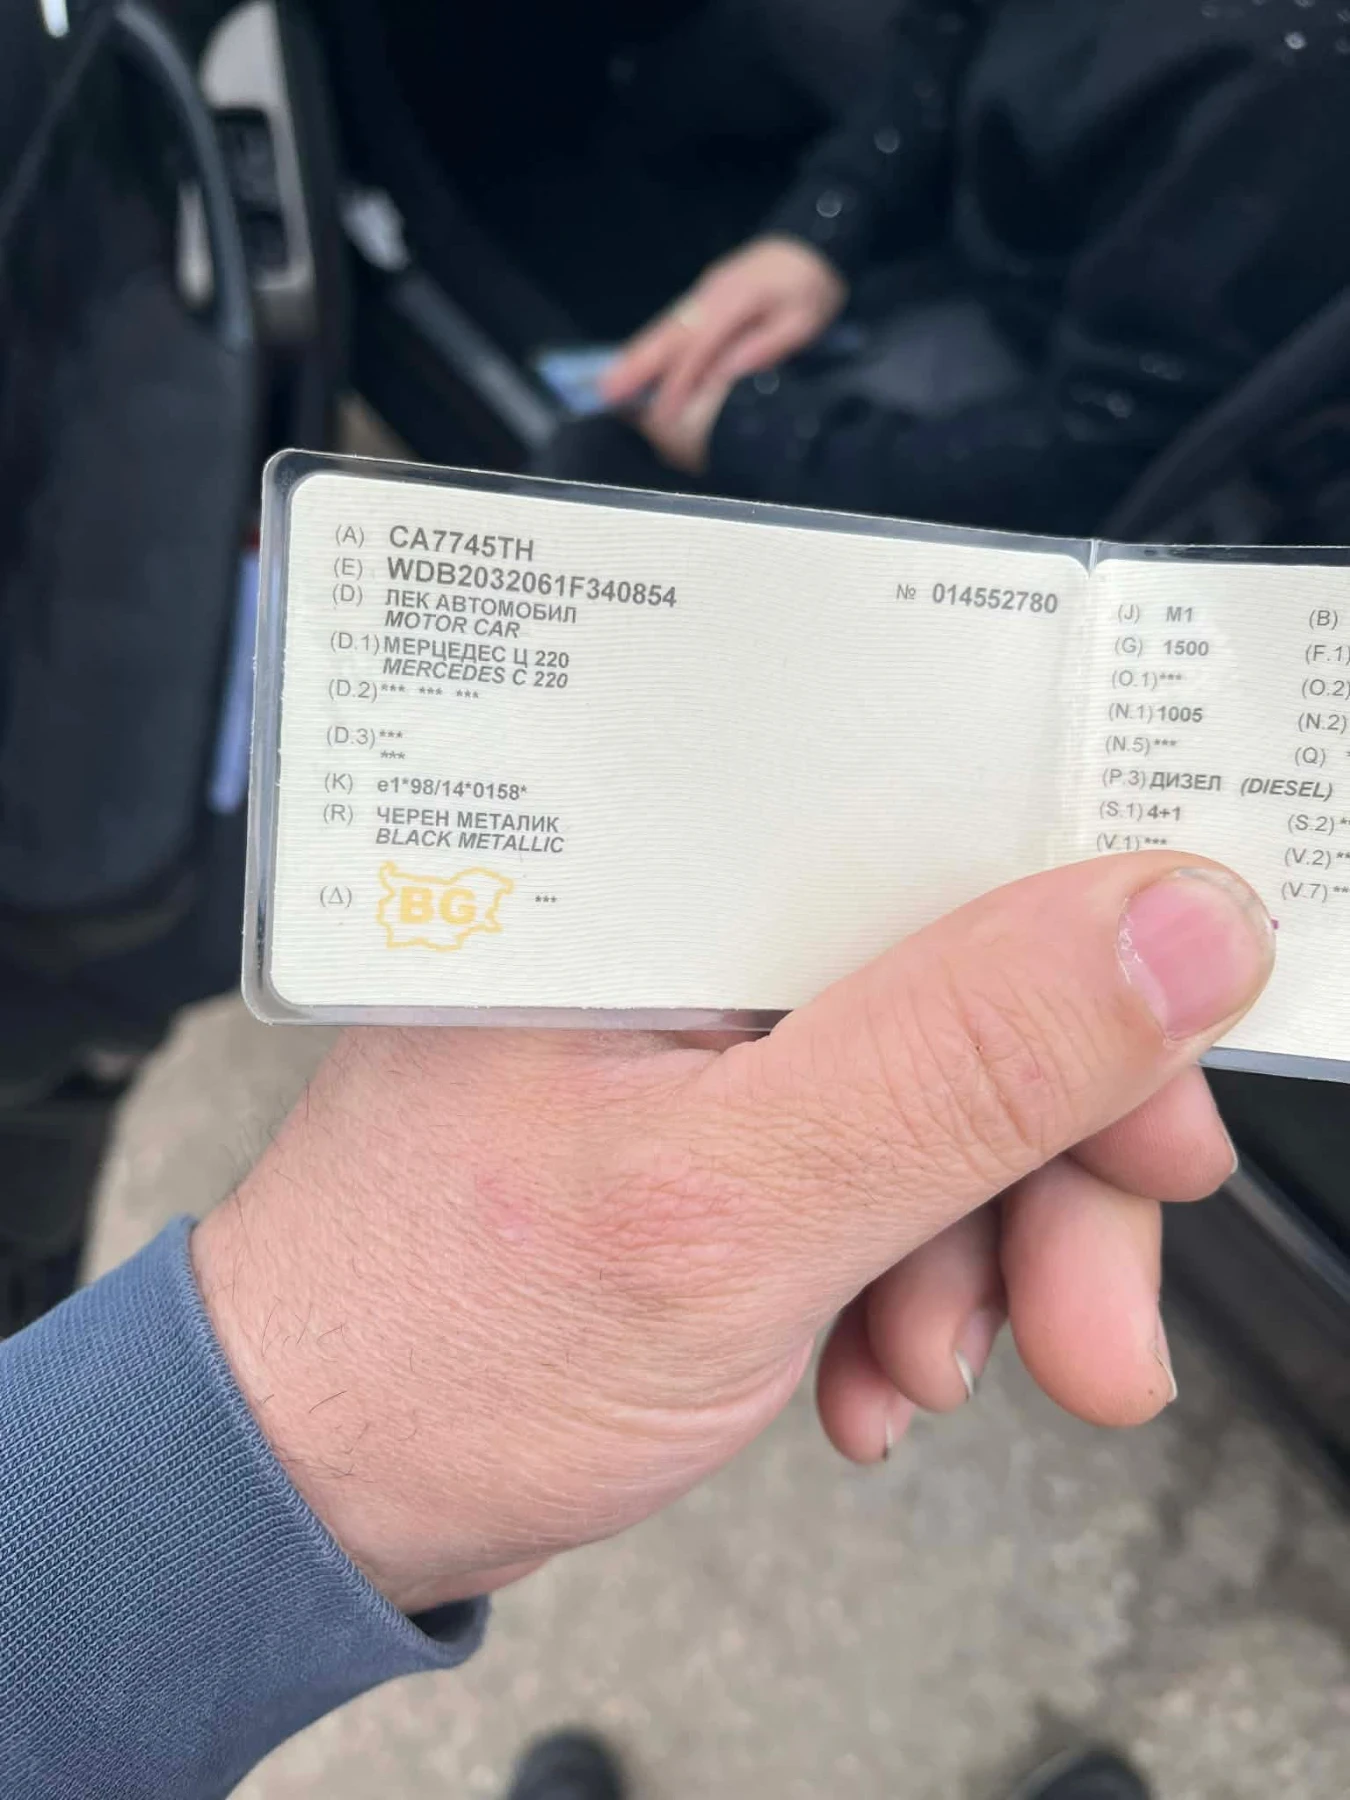 (A) CA7745TH
(E) WDB2032061F340854
№ 014552780
(D) ЛЕК АВТОМОБИЛ
MOTOR CAR
(D.1) МЕРЦЕДЕС Ц 220
MERCEDES C 220
(D.2) *** *** ***
(D.3) ***
***
(K) e1*98/14*0158*
(R) ЧЕРЕН МЕТАЛИК
BLACK METALLIC
(Δ) BG ***
(J) M1 (B)
(G) 1500 (F.1)
(O.1) *** (O.2)
(N.1) 1005 (N.2)
(N.5) *** (Q) *
(P.3) ДИЗЕЛ (DIESEL)
(S.1) 4+1 (S.2) **
(V.1) *** (V.2) **
(V.7) **